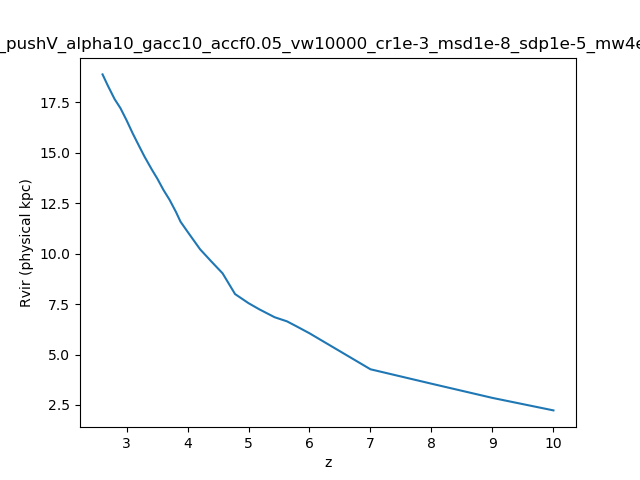 _pushV_alpha10_gacc10_accf0.05_vw10000_cr1e-3_msd1e-8_sdp1e-5_mw4e
17.5
15.0
12.5
10.0
7.5
5.0
2.5
Rvir (physical kpc)
3 4 5 6 7 8 9 10
z